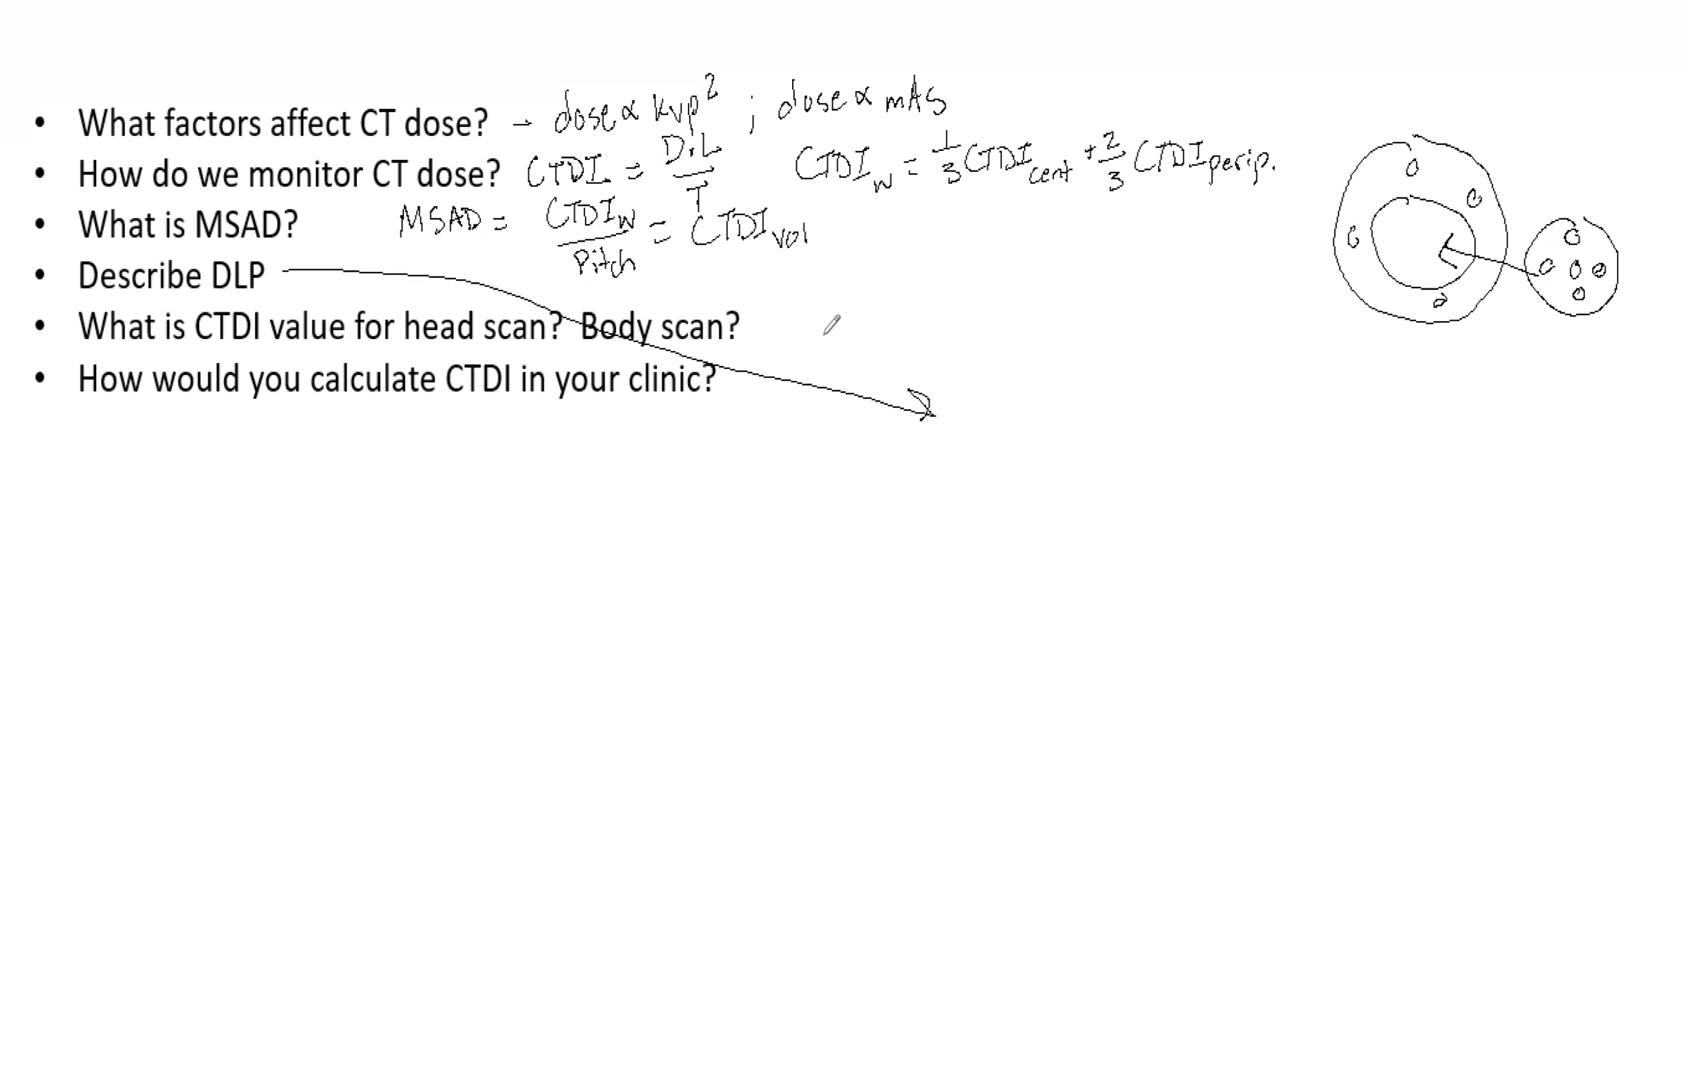 • What factors affect CT dose? - dose ∝ kVp² ; dose ∝ mAs
• How do we monitor CT dose? CTDI = D·L/T CTDI_w = 1/3 CTDI_cent + 2/3 CTDI_perip.
• What is MSAD? MSAD = CTDI_w/Pitch = CTDI_vol
• Describe DLP
• What is CTDI value for head scan? Body scan?
• How would you calculate CTDI in your clinic?